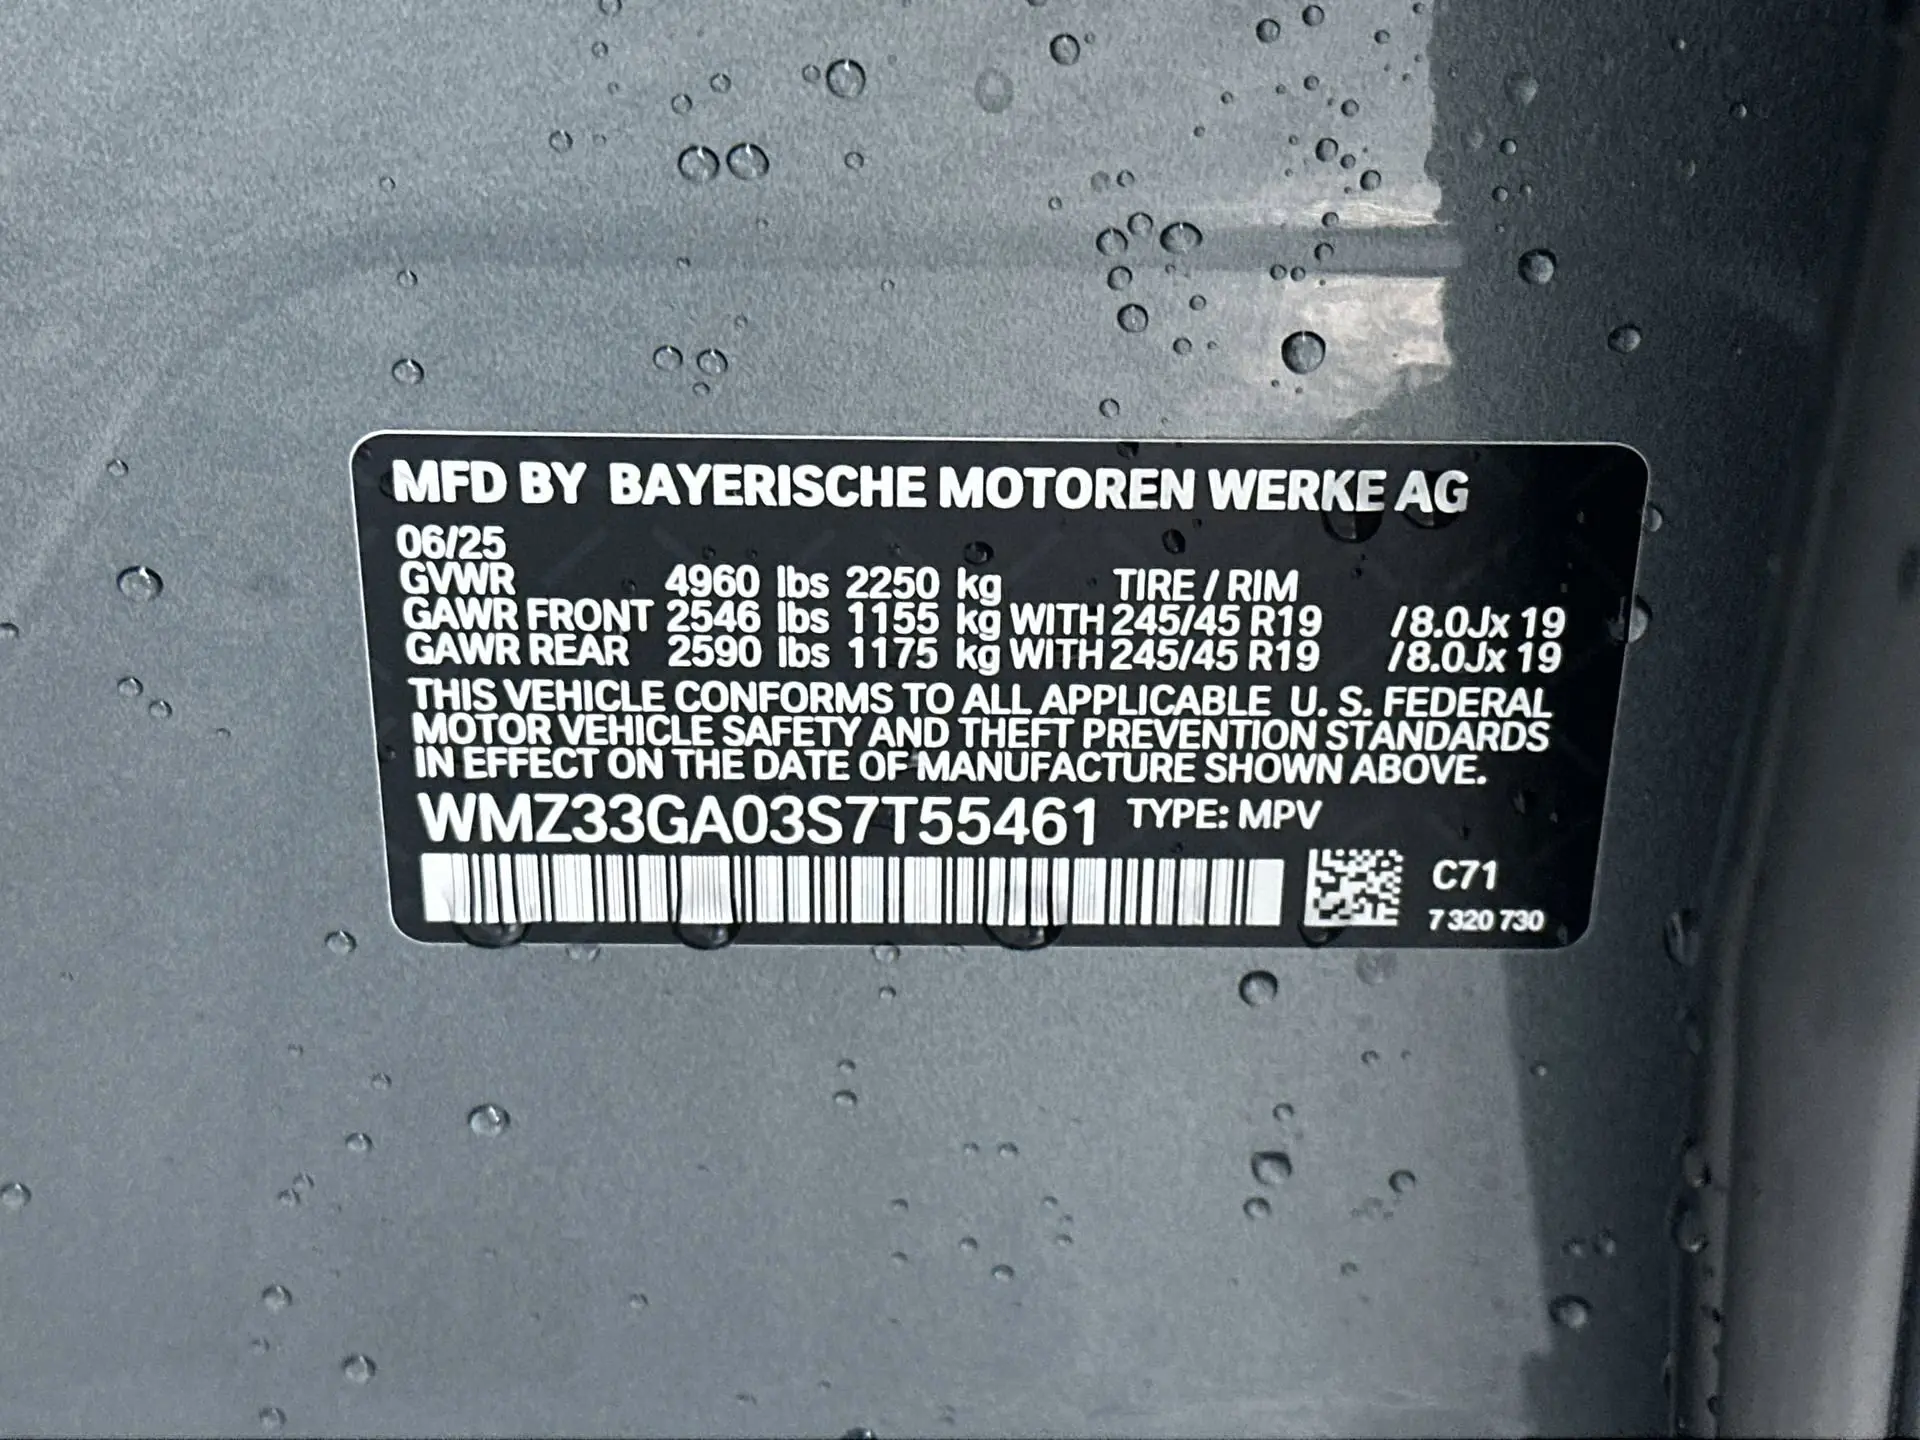 MFD BY BAYERISCHE MOTOREN WERKE AG
06/25
GVWR 4960 lbs 2250 kg TIRE / RIM
GAWR FRONT 2546 lbs 1155 kg WITH 245/45 R19 /8.0Jx 19
GAWR REAR 2590 lbs 1175 kg WITH 245/45 R19 /8.0Jx 19
THIS VEHICLE CONFORMS TO ALL APPLICABLE U. S. FEDERAL
MOTOR VEHICLE SAFETY AND THEFT PREVENTION STANDARDS
IN EFFECT ON THE DATE OF MANUFACTURE SHOWN ABOVE.
WMZ33GA03S7T55461 TYPE: MPV
C71
7 320 730